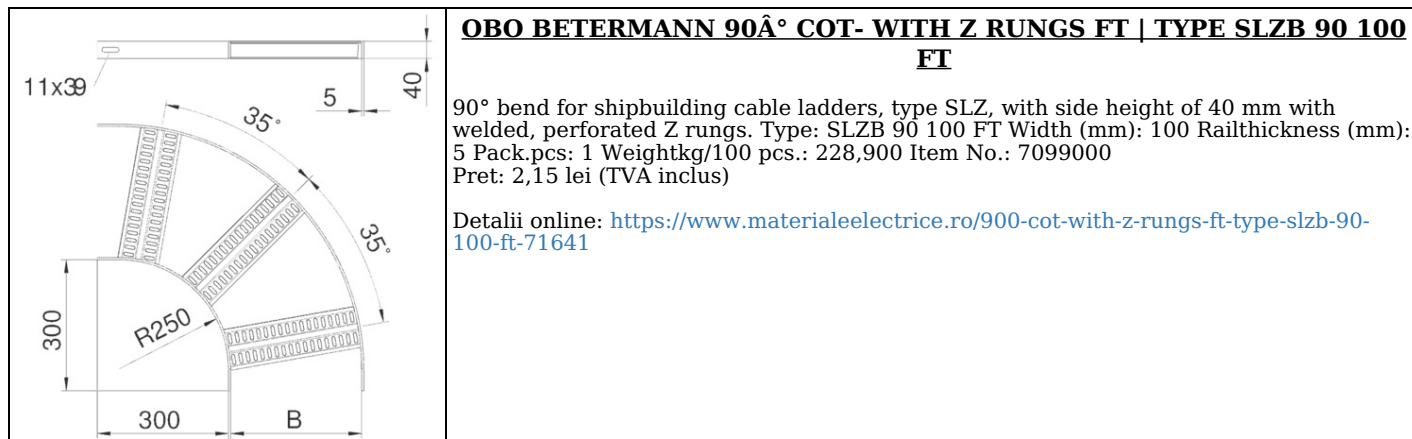 11x39
5
40
35°
35°
300
R250
300
B
OBO BETERMANN 90Â° COT- WITH Z RUNGS FT | TYPE SLZB 90 100
FT
90° bend for shipbuilding cable ladders, type SLZ, with side height of 40 mm with
welded, perforated Z rungs. Type: SLZB 90 100 FT Width (mm): 100 Railthickness (mm):
5 Pack.pcs: 1 Weightkg/100 pcs.: 228,900 Item No.: 7099000
Pret: 2,15 lei (TVA inclus)
Detalii online: https://www.materialeelectrice.ro/900-cot-with-z-rungs-ft-type-slzb-90-
100-ft-71641